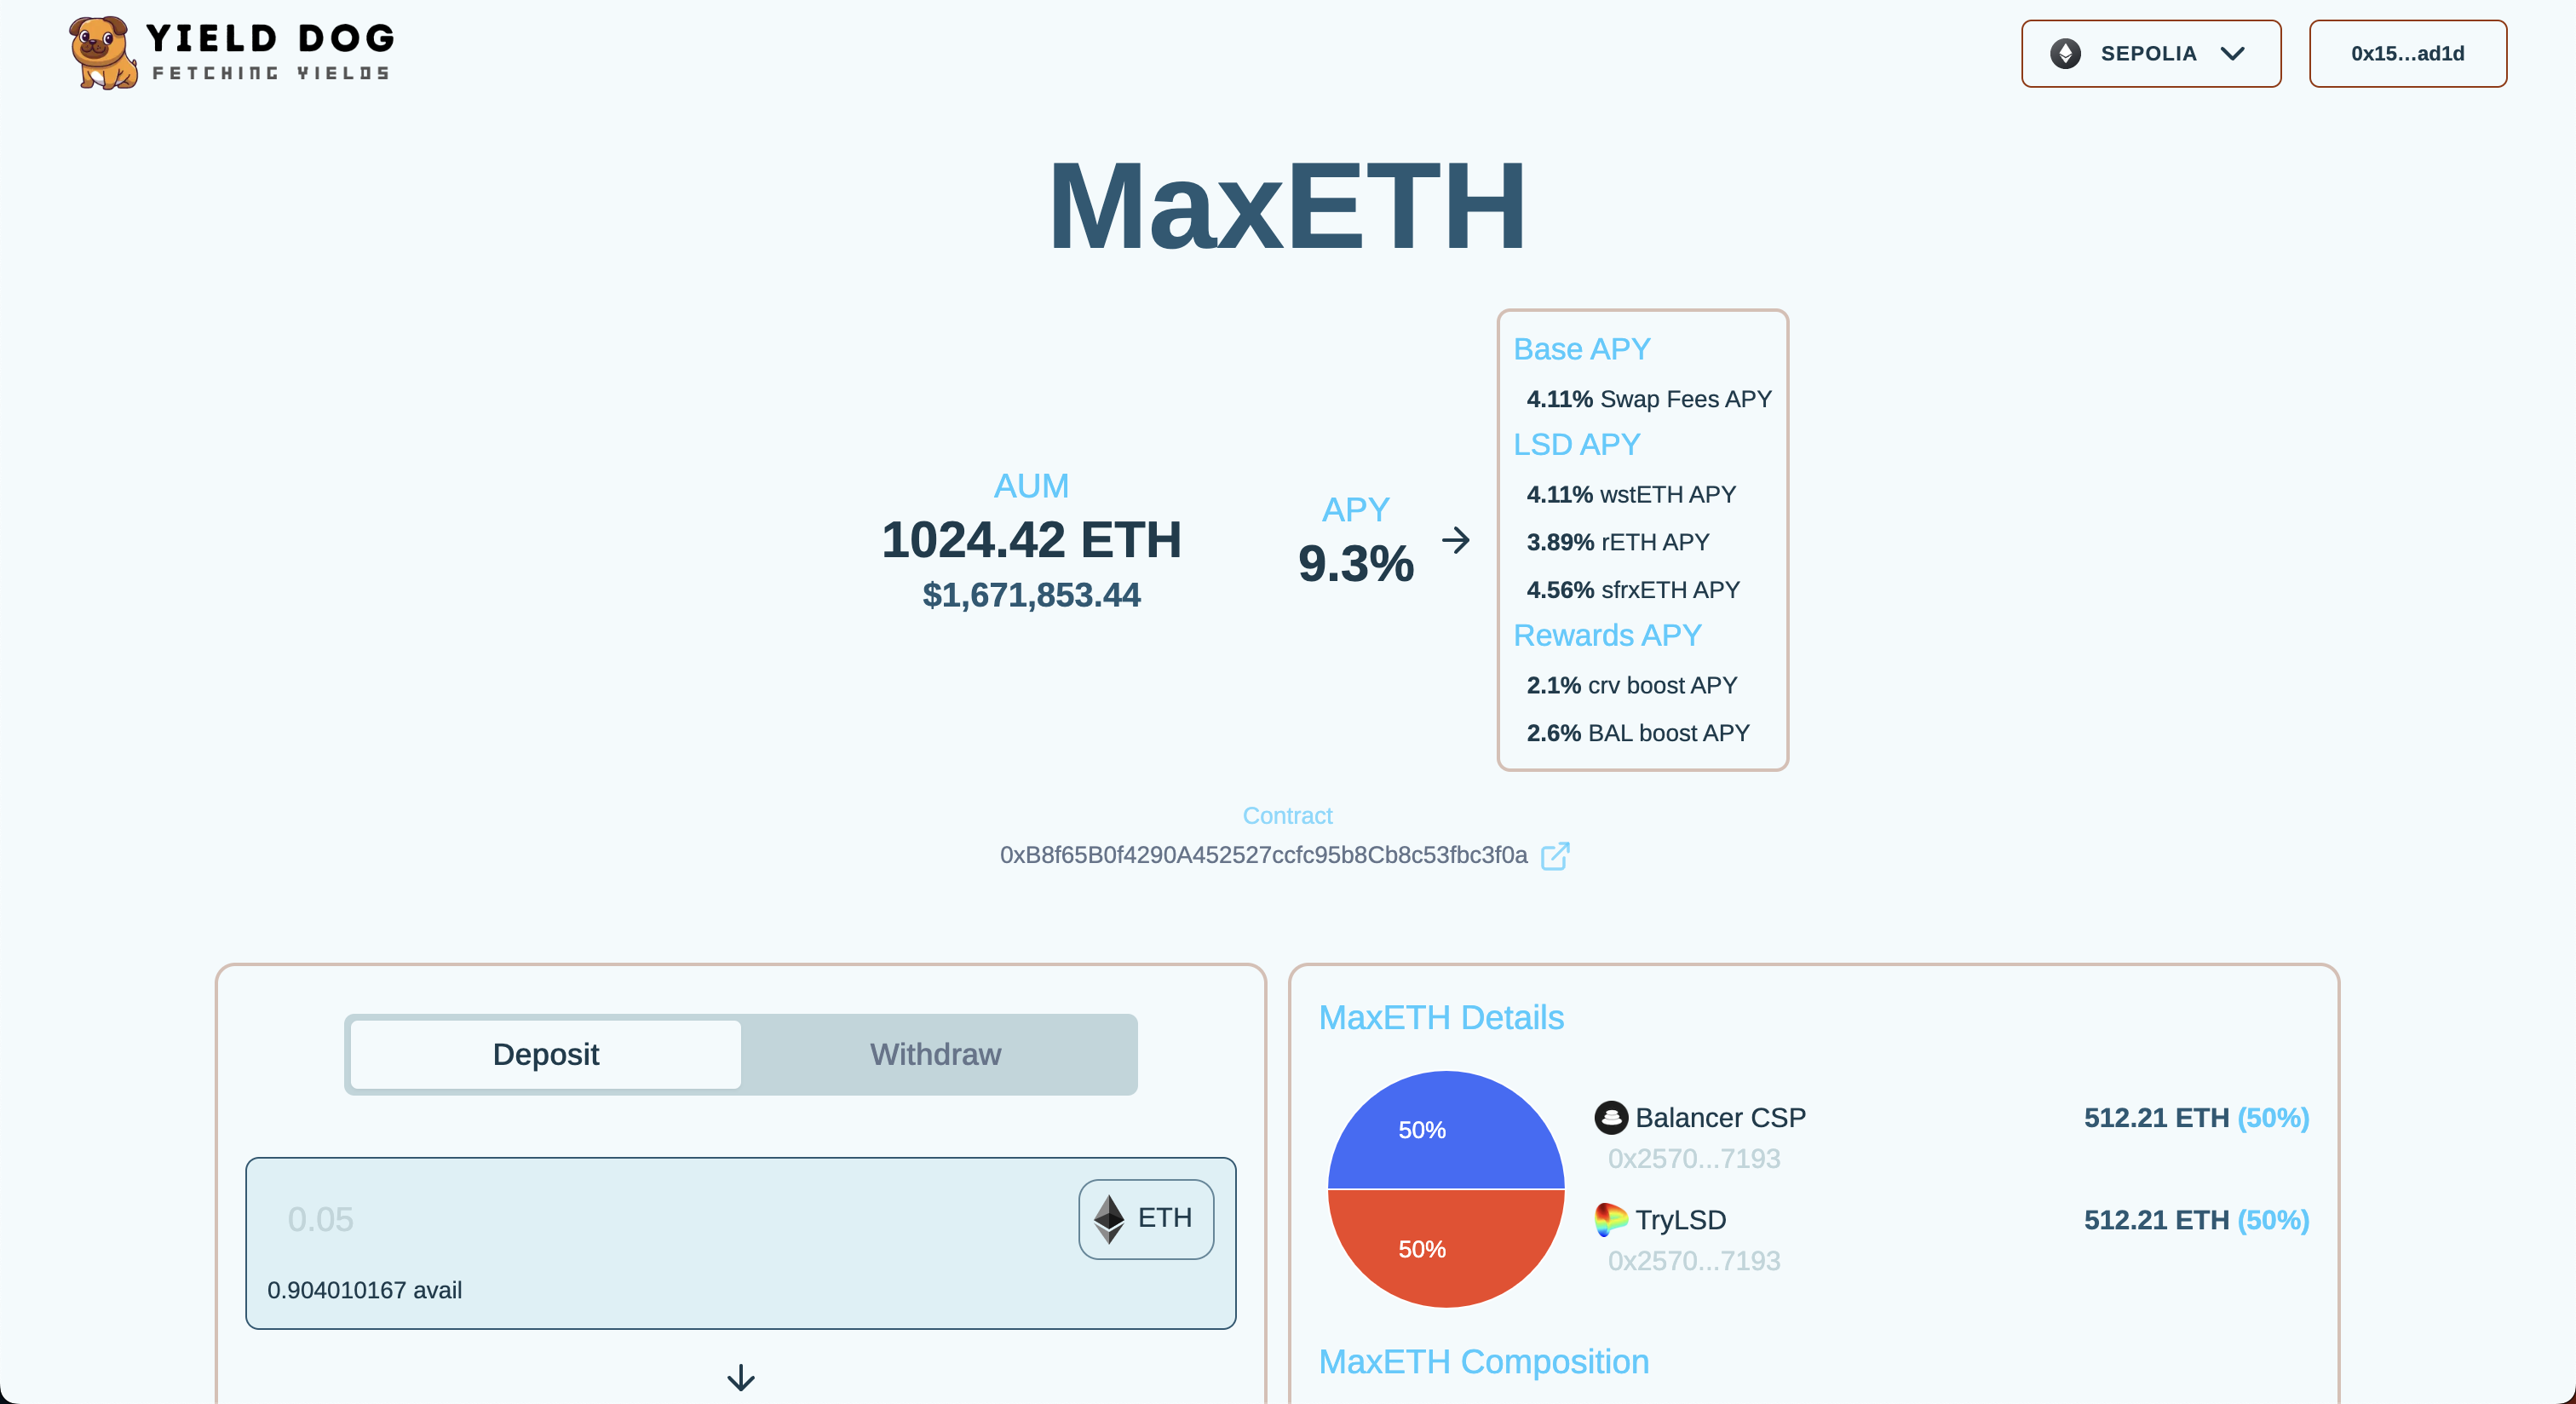 YIELD DOG
FETCHING YIELDS
SEPOLIA
0x15...ad1d
MaxETH
AUM
1024.42 ETH
$1,671,853.44
APY
9.3%
Base APY
4.11% Swap Fees APY
LSD APY
4.11% wstETH APY
3.89% rETH APY
4.56% sfrxETH APY
Rewards APY
2.1% crv boost APY
2.6% BAL boost APY
Contract
0xB8f65B0f4290A452527ccfc95b8Cb8c53fbc3f0a
Deposit
Withdraw
0.05
ETH
0.904010167 avail
MaxETH Details
50%
50%
Balancer CSP
512.21 ETH (50%)
0x2570...7193
TryLSD
512.21 ETH (50%)
0x2570...7193
MaxETH Composition